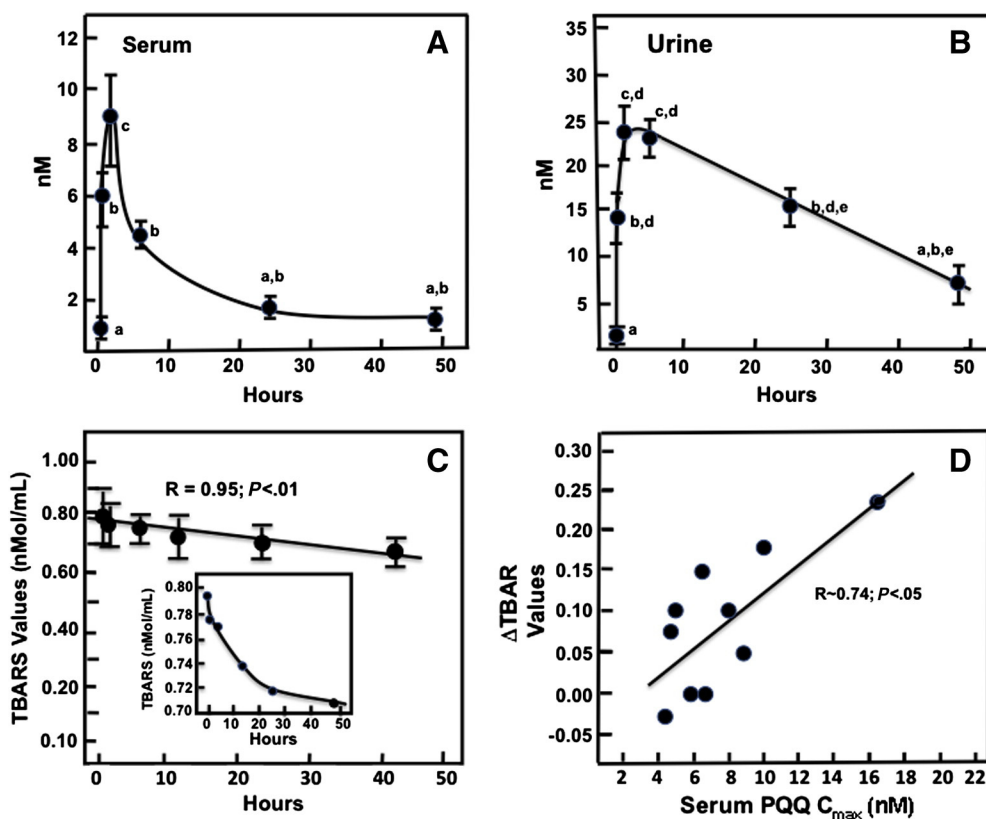 Serum
A
12
10
8
6
4
2
nM
c
b
b
a
a,b
a,b
0 10 20 30 40 50
Hours
Urine
B
35
30
25
20
15
10
5
nM
c,d
c,d
b,d
b,d,e
a,b,e
a
0 10 20 30 40 50
Hours
C
R = 0.95; P<.01
1.00
0.80
0.60
0.40
0.20
0.10
TBARS Values (nMol/mL)
0.80
0.78
0.76
0.74
0.72
0.70
TBARS (nMol/mL)
0 10 20 30 40 50
Hours
0 10 20 30 40 50
Hours
D
0.30
0.25
0.20
0.15
0.10
0.05
0.00
-0.05
ΔTBAR
Values
R~0.74; P<.05
2 4 6 8 10 12 14 16 18 20 22
Serum PQQ Cmax (nM)